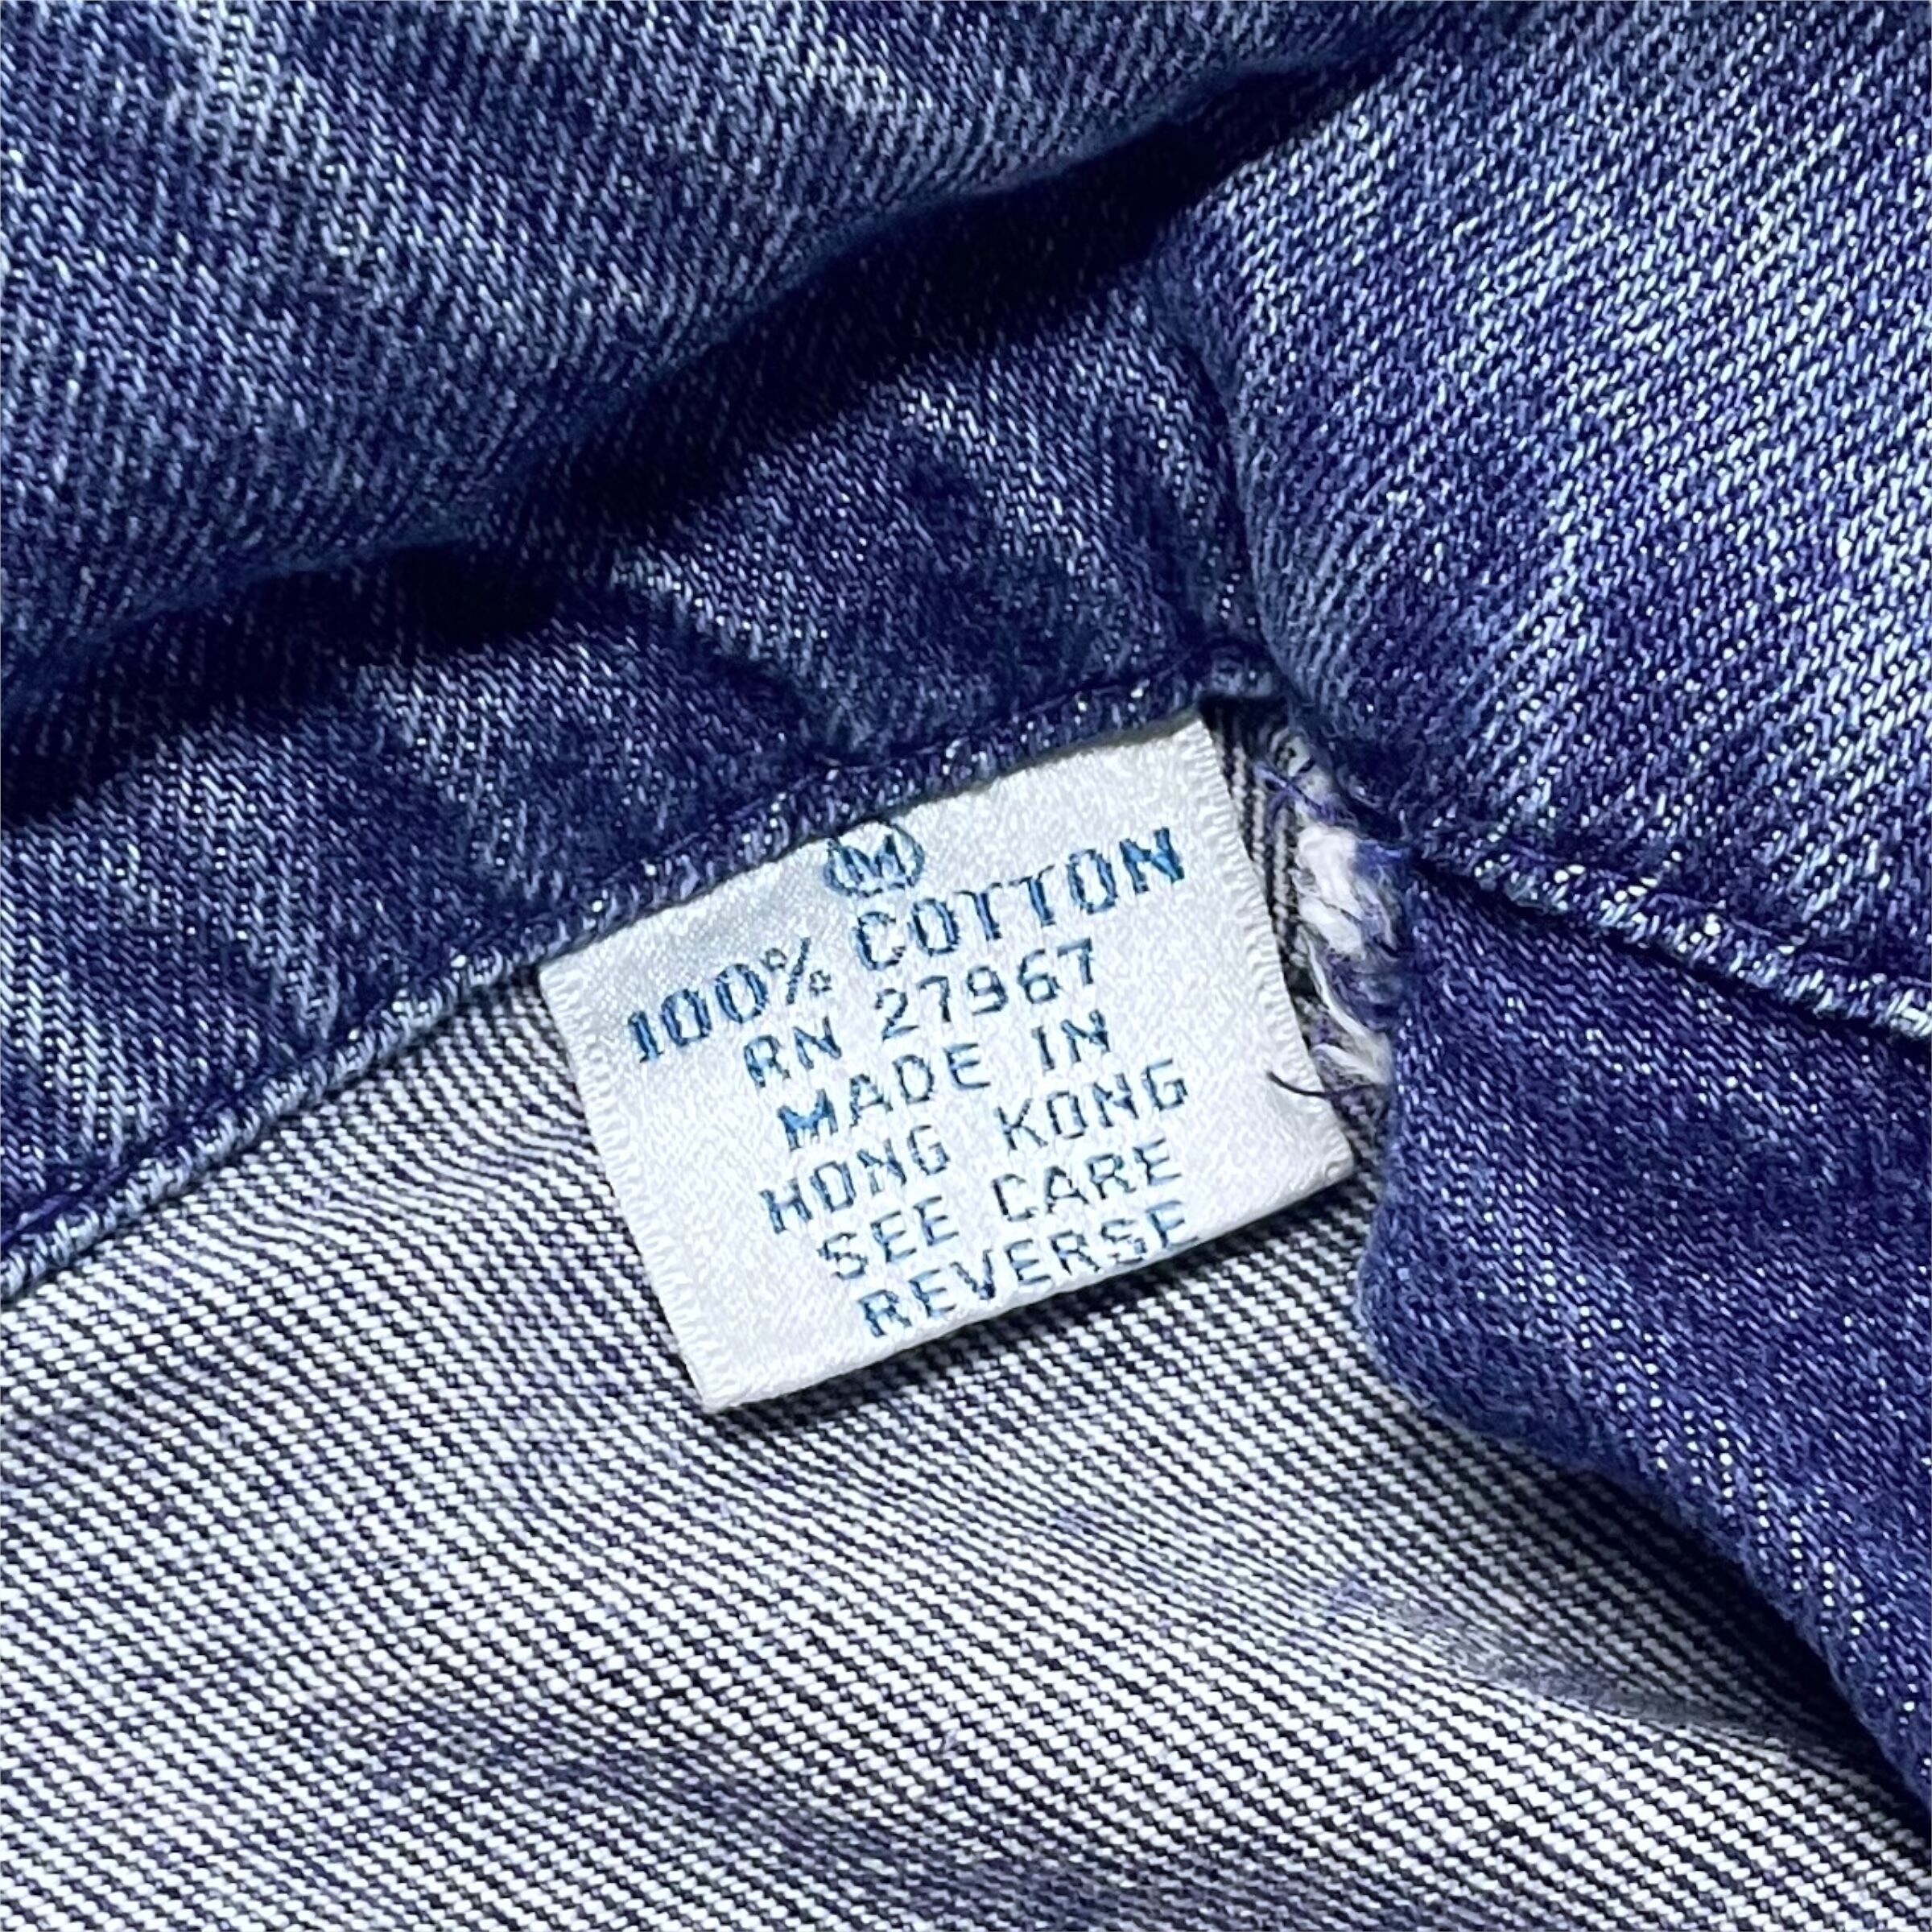 M
100% COTTON
RN 27967
MADE IN
HONG KONG
SEE CARE
REVERSE